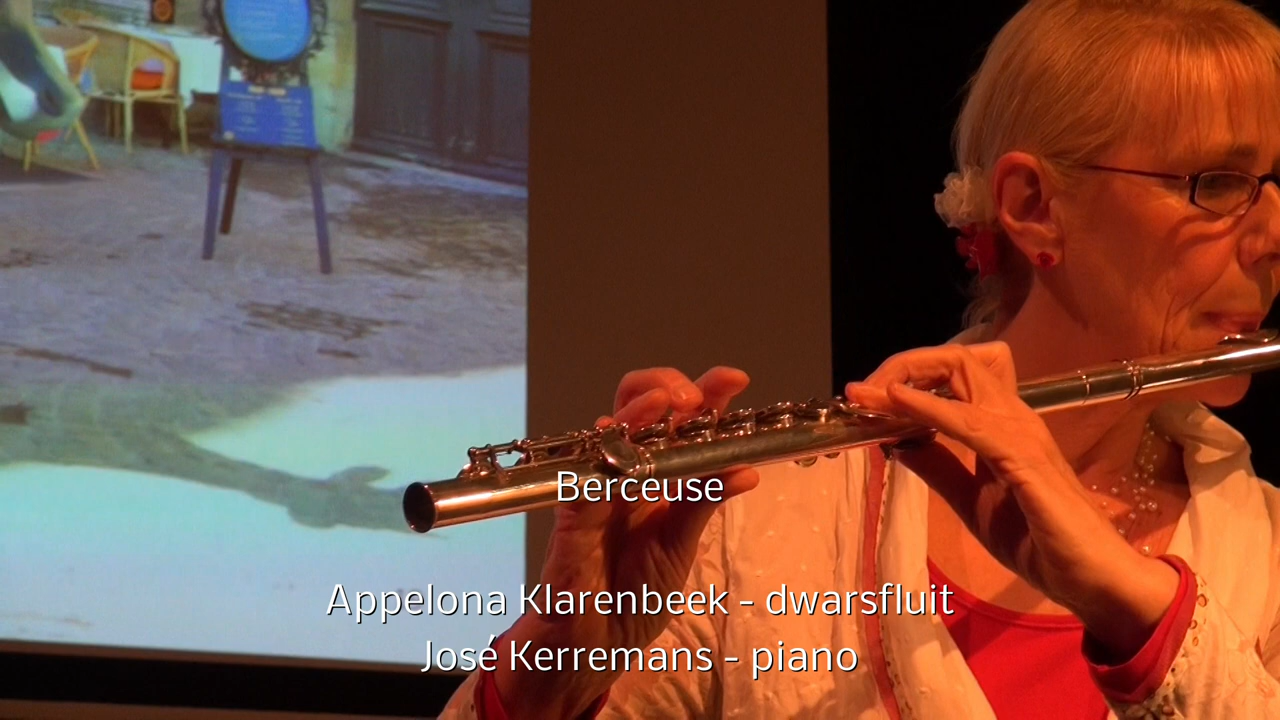 Berceuse
Appelona Klarenbeek - dwarsfluit
José Kerremans - piano